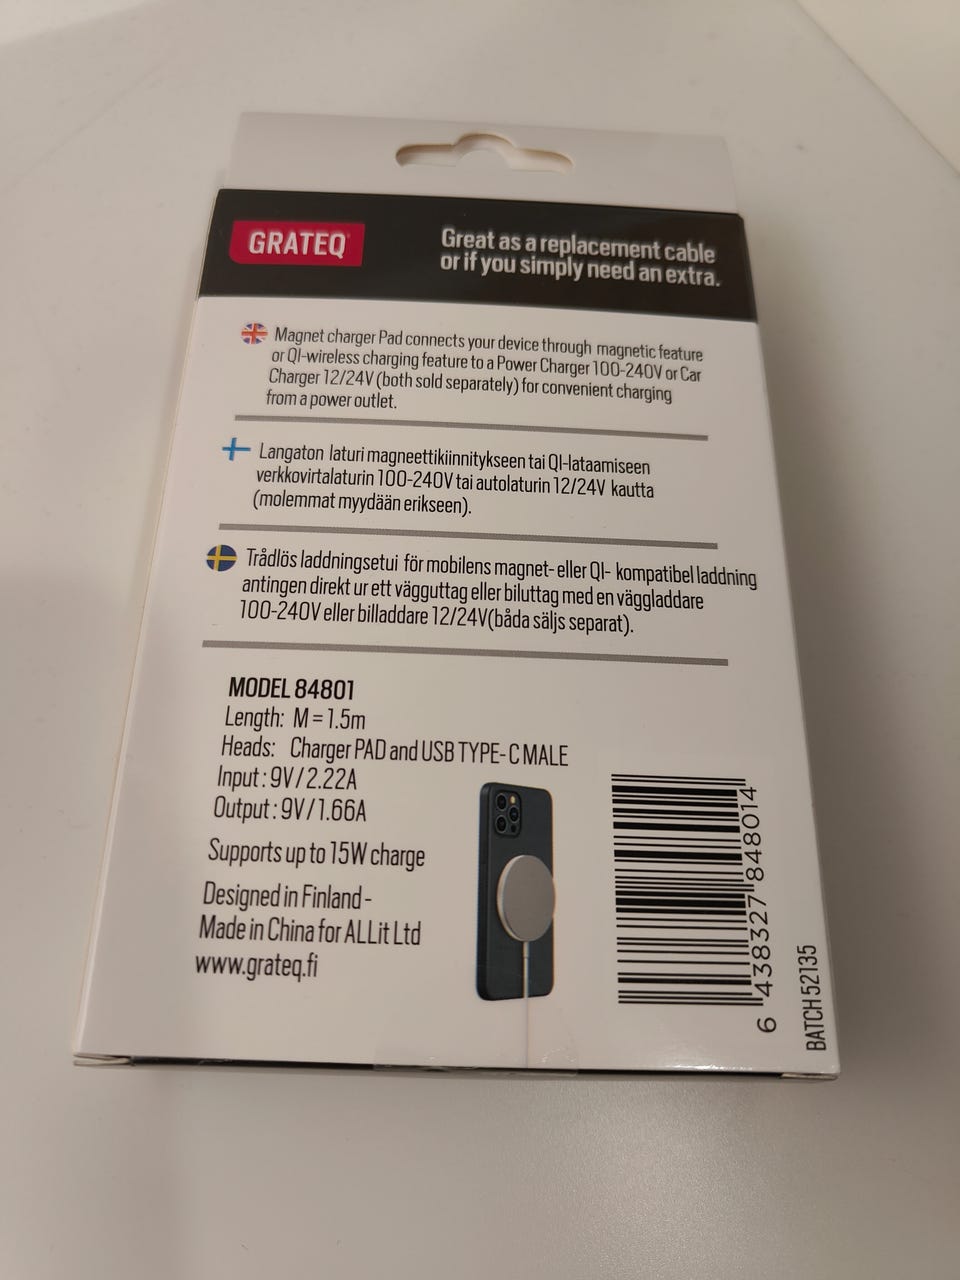 GRATEQ
Great as a replacement cable
or if you simply need an extra.
Magnet charger Pad connects your device through magnetic feature
or QI-wireless charging feature to a Power Charger 100-240V or Car
Charger 12/24V (both sold separately) for convenient charging
from a power outlet.
Langaton laturi magneettikiinnitykseen tai QI-lataamiseen
verkkovirtalaturin 100-240V tai autolaturin 12/24V kautta
(molemmat myydään erikseen).
Trådlös laddningsetui för mobilens magnet- eller QI- kompatibel laddning
antingen direkt ur ett vägguttag eller biluttag med en väggladdare
100-240V eller billaddare 12/24V(båda säljs separat).
MODEL 84801
Length: M = 1.5m
Heads: Charger PAD and USB TYPE- C MALE
Input : 9V / 2.22A
Output : 9V / 1.66A
Supports up to 15W charge
Designed in Finland -
Made in China for ALLit Ltd
www.grateq.fi
6 438327 848014
BATCH 52135